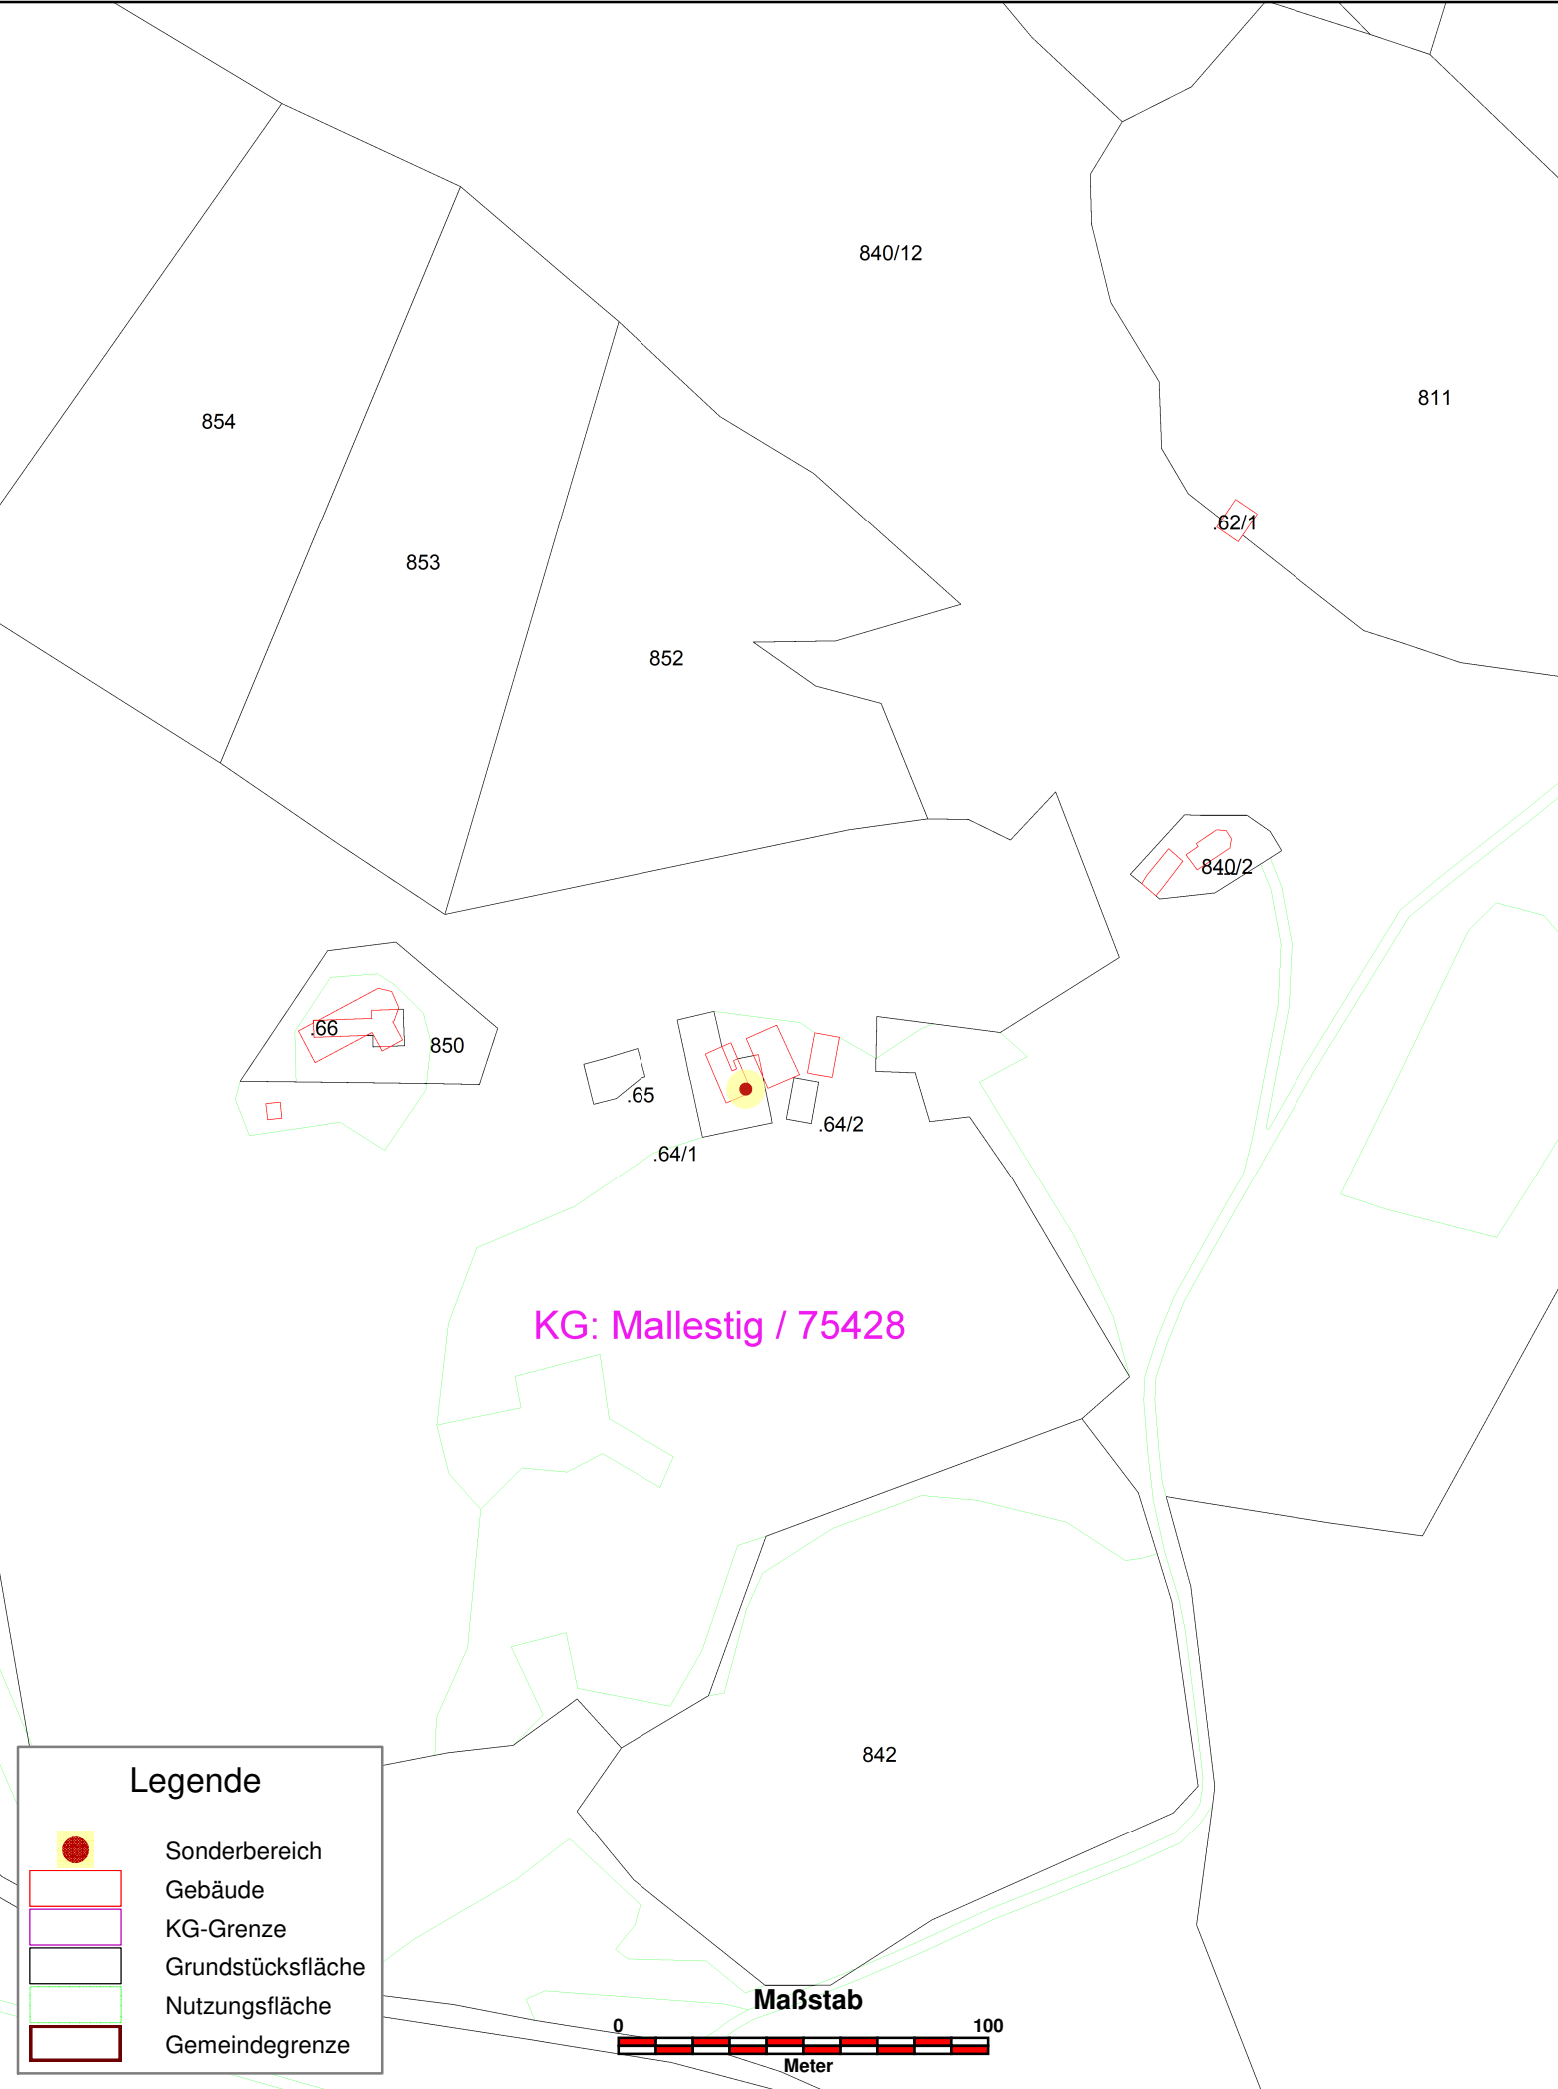 840/12
811
854
.62/1
853
852
840/2
.66
850
.65
.64/2
.64/1
KG: Mallestig / 75428
842
Legende
Sonderbereich
Gebäude
KG-Grenze
Grundstücksfläche
Nutzungsfläche
Gemeindegrenze
Maßstab
0 100
Meter